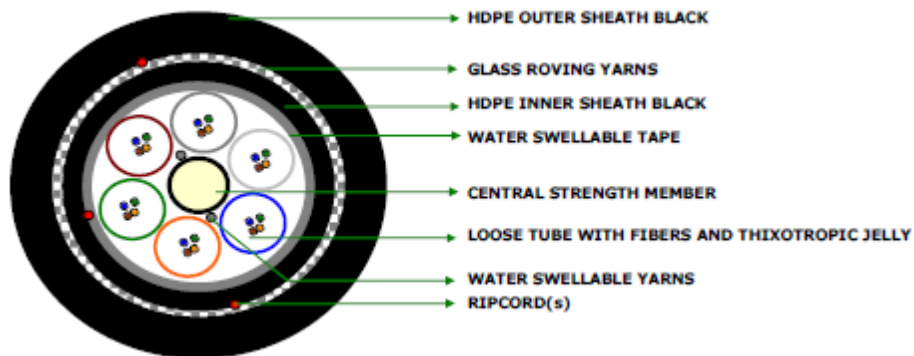 HDPE OUTER SHEATH BLACK
GLASS ROVING YARNS
HDPE INNER SHEATH BLACK
WATER SWELLABLE TAPE
CENTRAL STRENGTH MEMBER
LOOSE TUBE WITH FIBERS AND THIXOTROPIC JELLY
WATER SWELLABLE YARNS
RIPCORD(s)